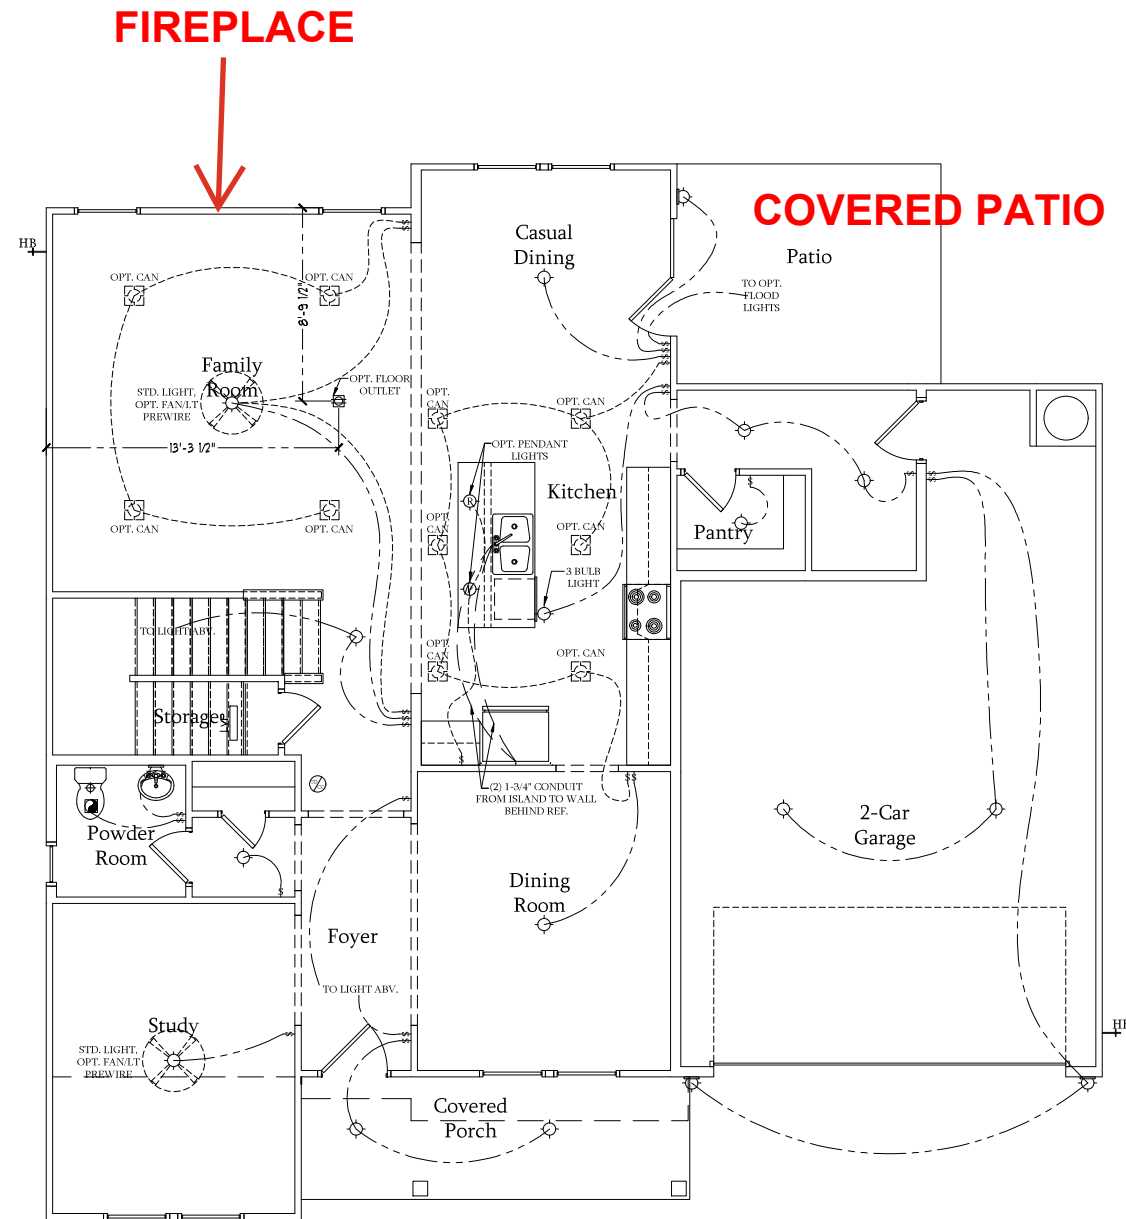 FIREPLACE
COVERED PATIO
HB
Casual
Dining
Patio
OPT. CAN
OPT. CAN
8'-9 1/2"
TO OPT.
FLOOD
LIGHTS
Family
Room
STD. LIGHT,
OPT. FAN/LT
PREWIRE
OPT. FLOOR
OUTLET
OPT.
CAN
OPT. CAN
13'-3 1/2"
OPT. PENDANT
LIGHTS
Kitchen
R
OPT. CAN
OPT. CAN
OPT.
CAN
OPT. CAN
Pantry
3 BULB
LIGHT
TO LIGHT ABV.
OPT.
CAN
OPT. CAN
Storage
(2) 1-3/4" CONDUIT
FROM ISLAND TO WALL
BEHIND REF.
Powder
Room
2-Car
Garage
Dining
Room
Foyer
TO LIGHT ABV.
Study
STD. LIGHT,
OPT. FAN/LT
PREWIRE
HB
Covered
Porch